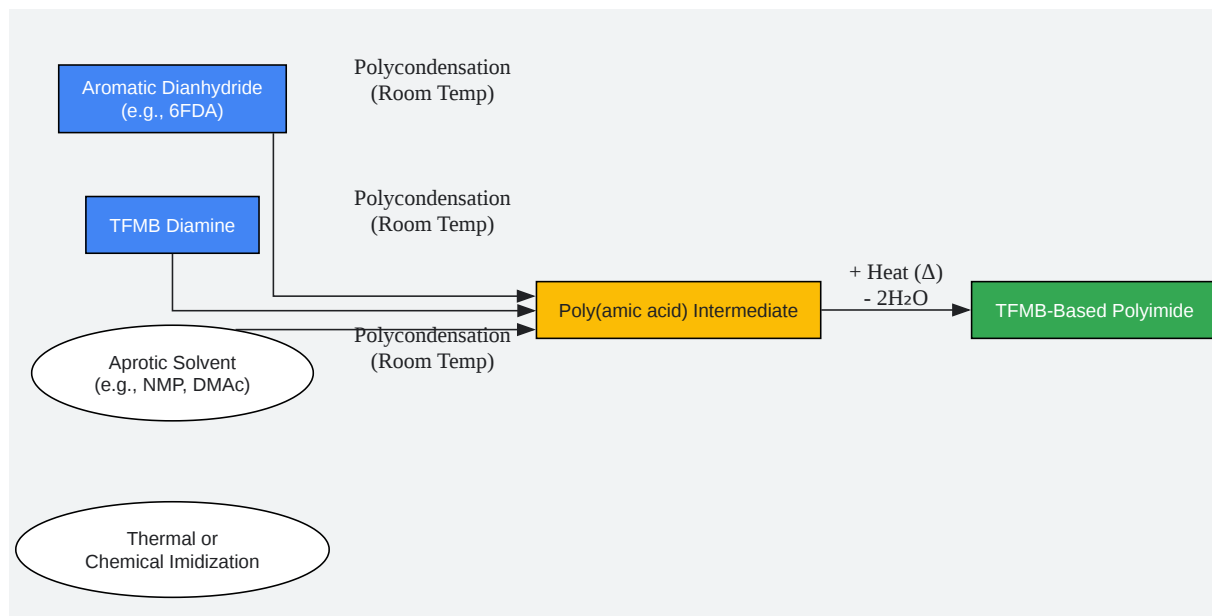 Aromatic Dianhydride
(e.g., 6FDA)
Polycondensation
(Room Temp)
TFMB Diamine
Polycondensation
(Room Temp)
Aprotic Solvent
(e.g., NMP, DMAc)
Polycondensation
(Room Temp)
Poly(amic acid) Intermediate
+ Heat (Δ)
- 2H₂O
TFMB-Based Polyimide
Thermal or
Chemical Imidization